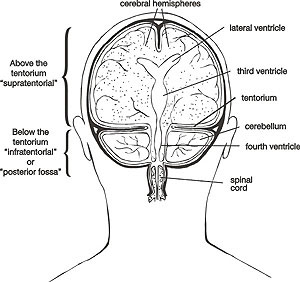 cerebral hemispheres
lateral ventricle
Above the
tentorium
"supratentorial"
third ventricle
tentorium
Below the
tentorium
"infratentorial"
or
"posterior fossa"
cerebellum
fourth ventricle
spinal
cord